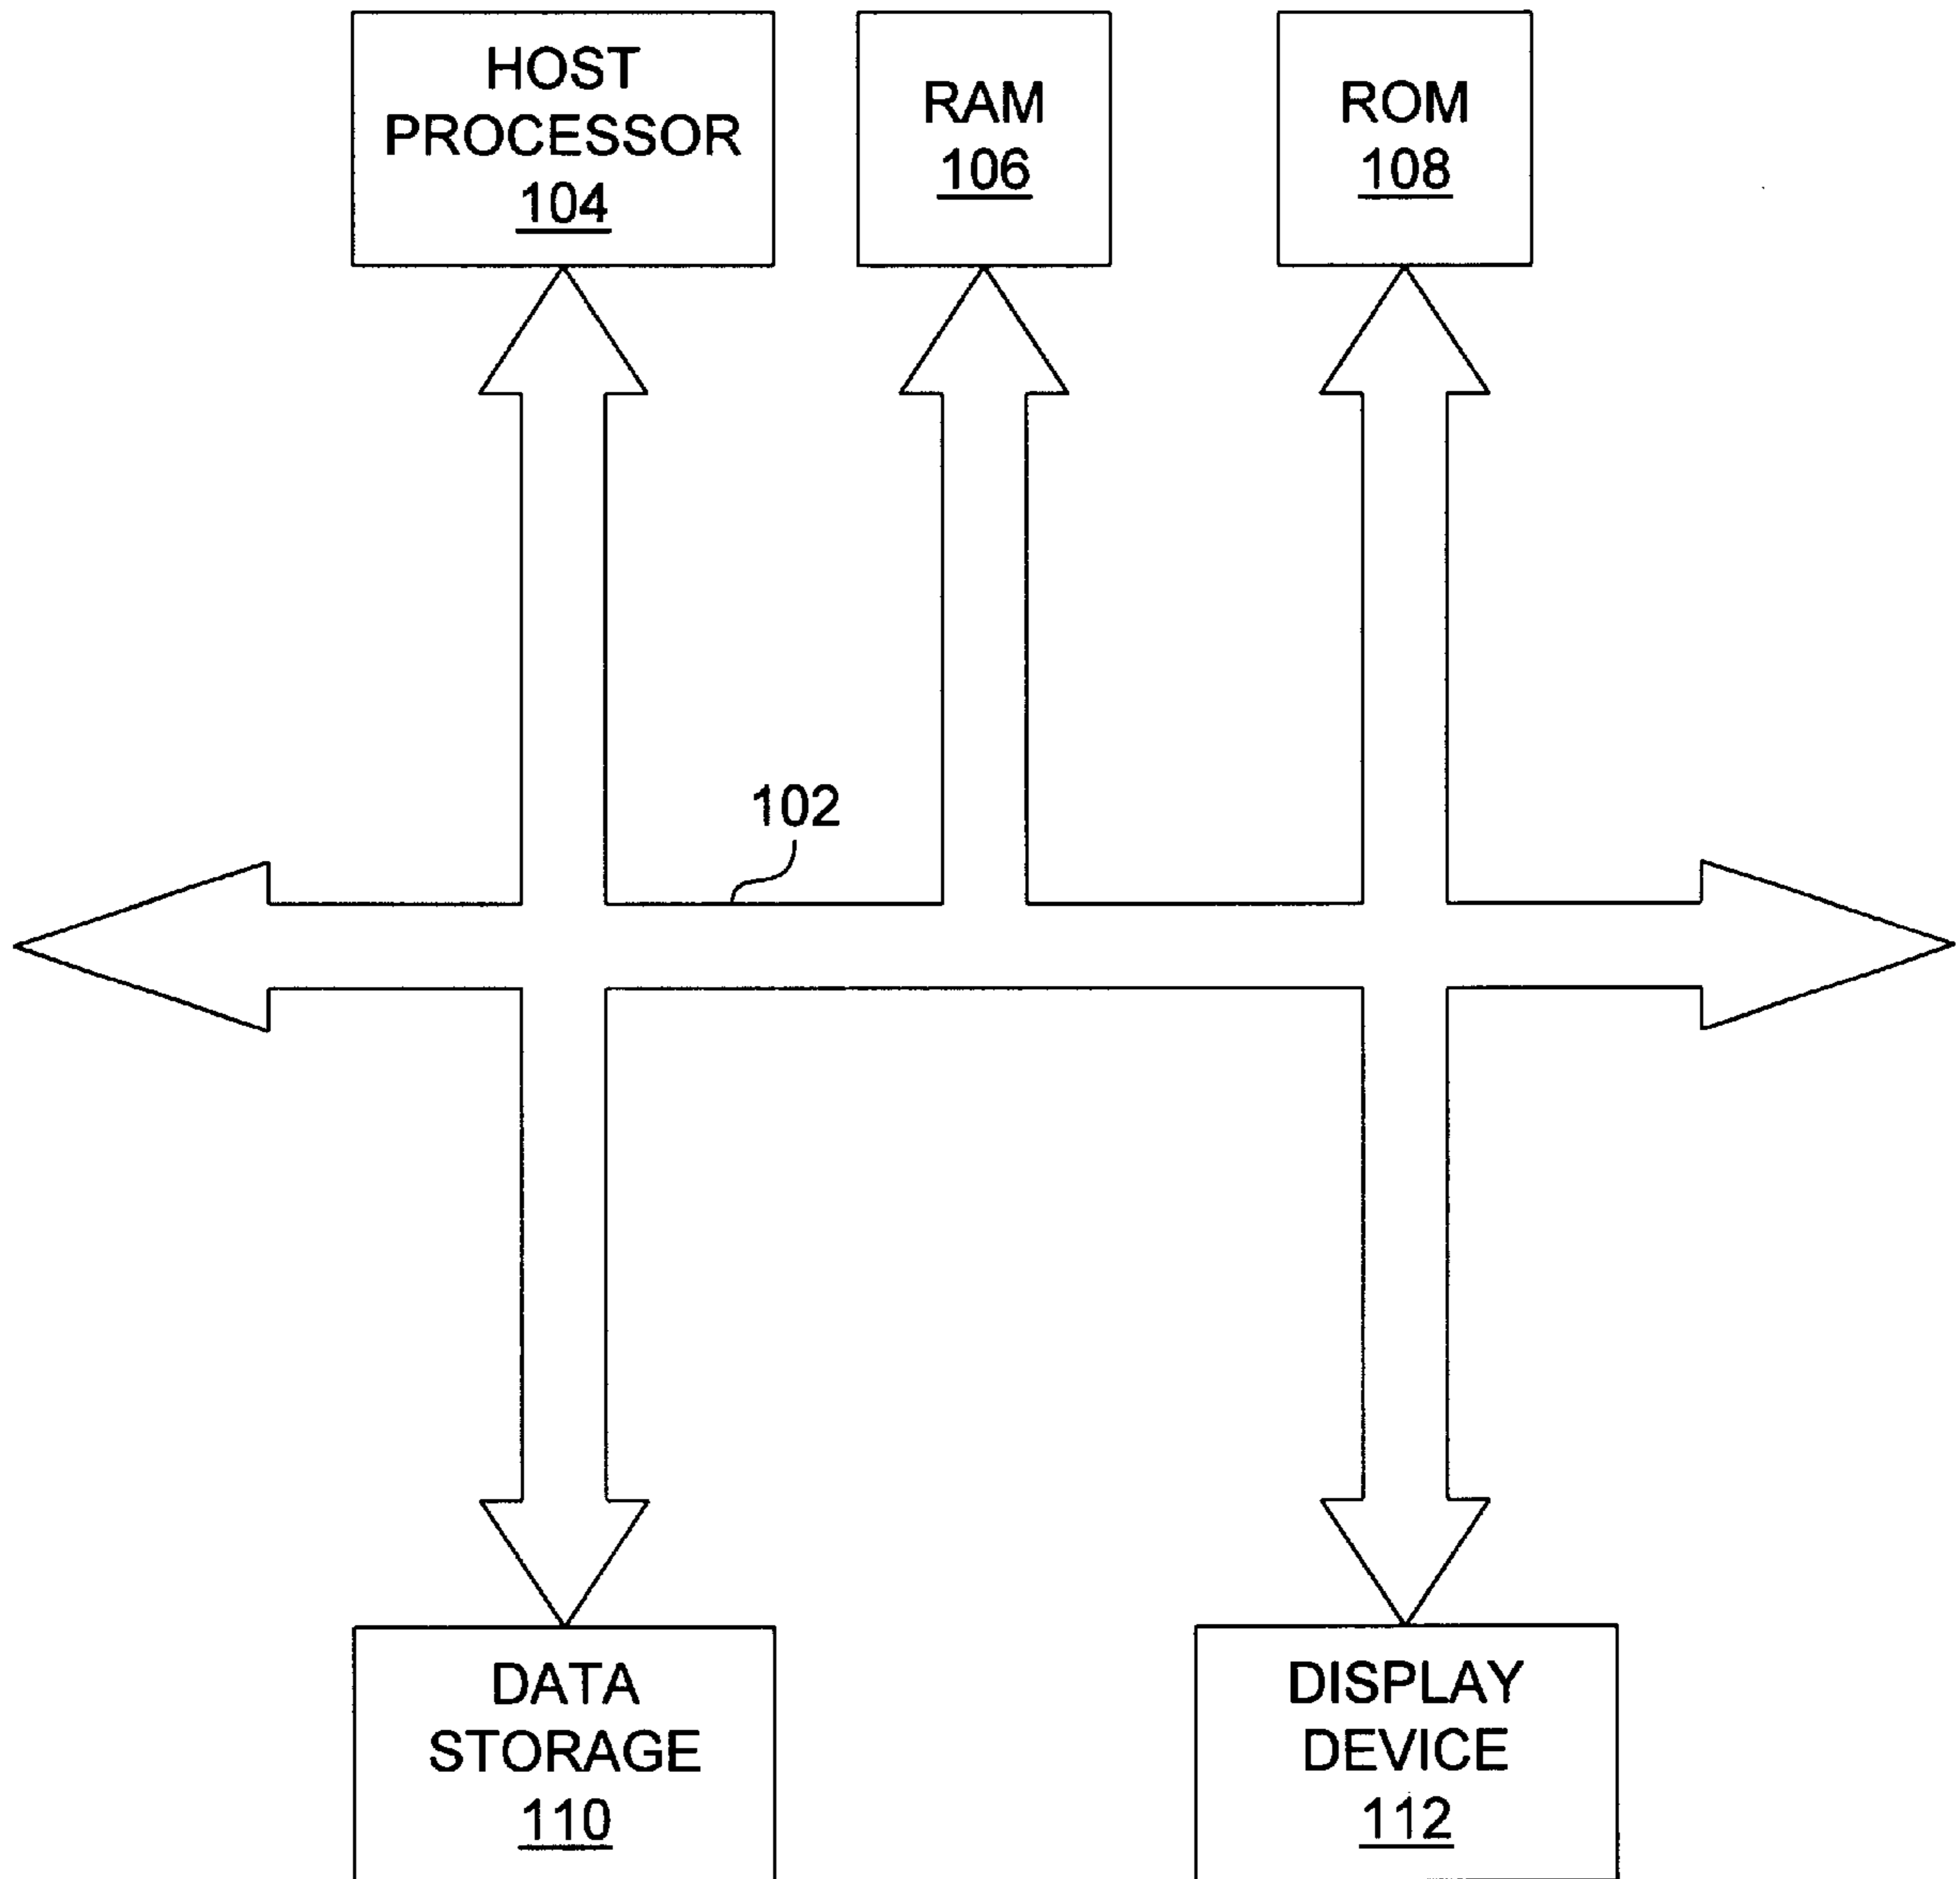 HOST
PROCESSOR
104
RAM
106
ROM
108
102
DATA
STORAGE
110
DISPLAY
DEVICE
112